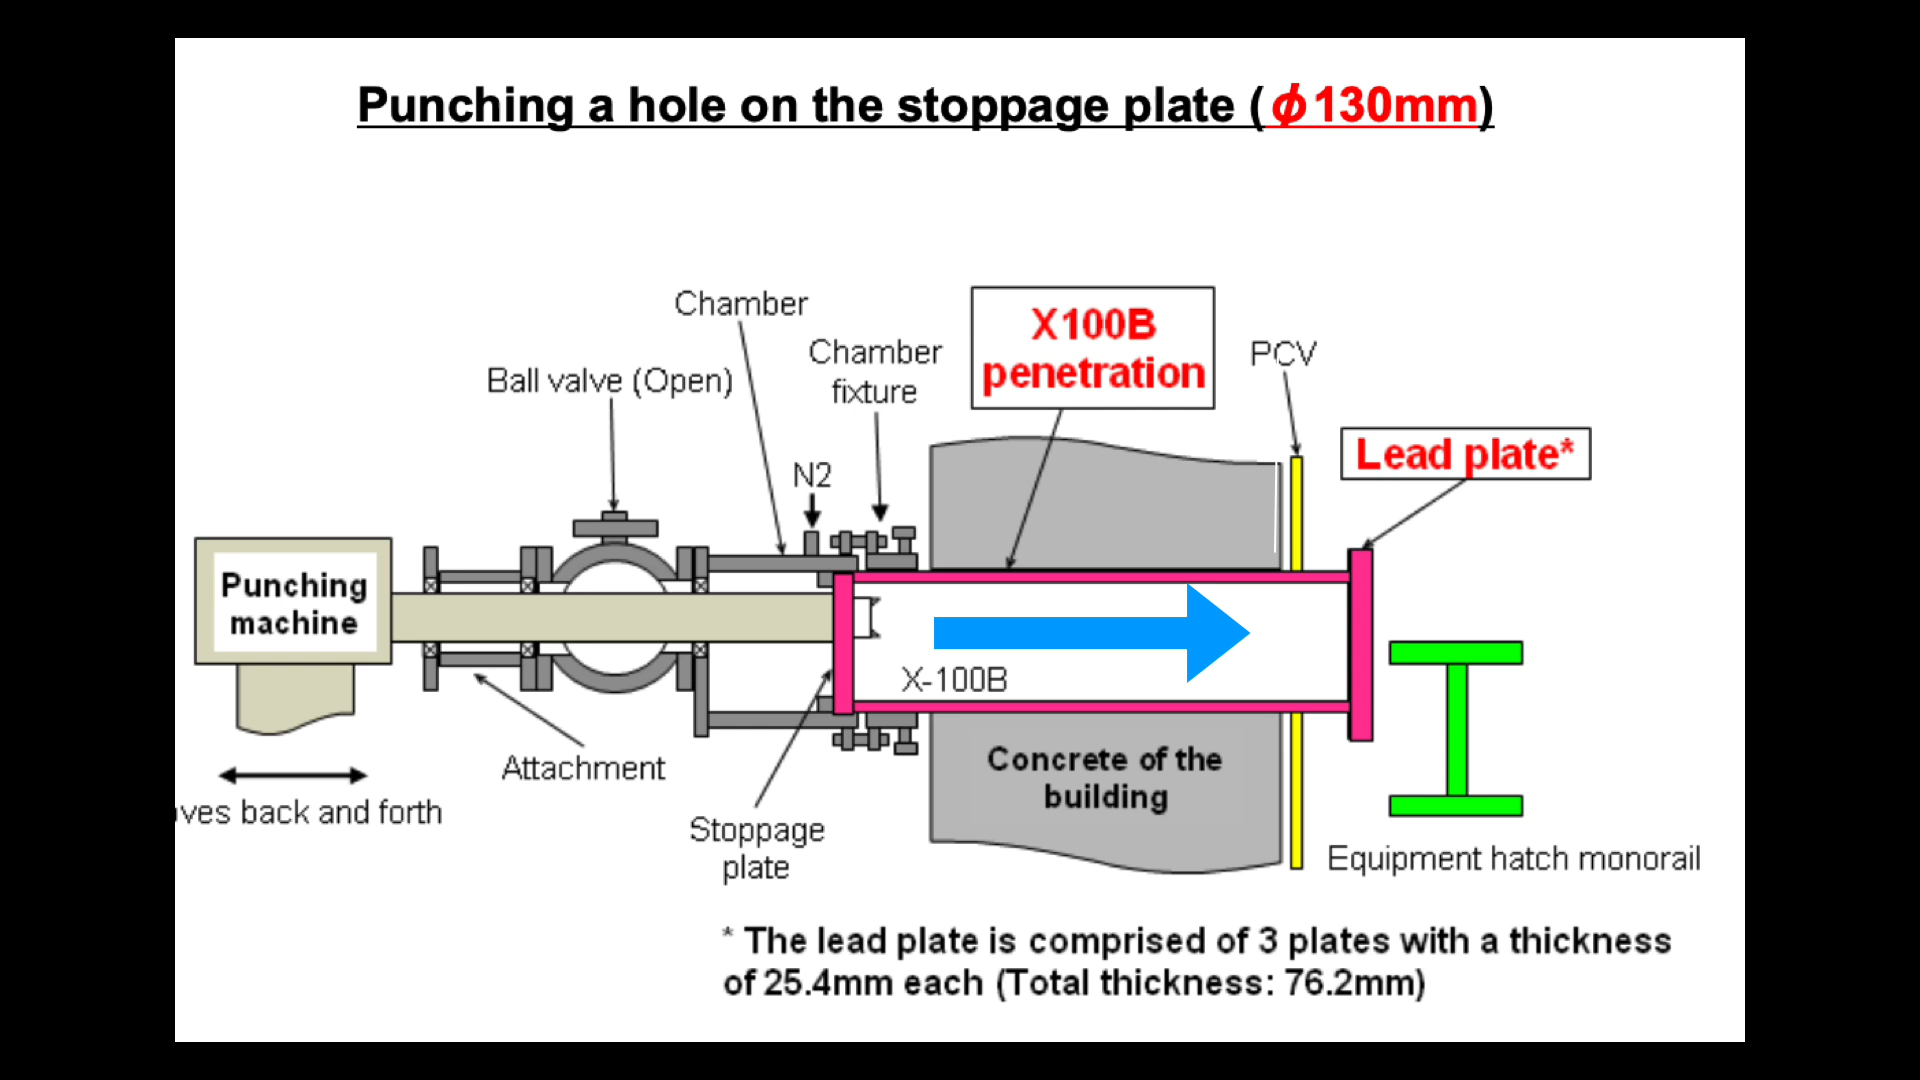 Punching a hole on the stoppage plate (ϕ130mm)
Chamber
X100B
penetration
Chamber
fixture
PCV
Ball valve (Open)
Lead plate*
N2
Punching
machine
X-100B
Attachment
Concrete of the
building
ves back and forth
Stoppage
plate
Equipment hatch monorail
* The lead plate is comprised of 3 plates with a thickness
of 25.4mm each (Total thickness: 76.2mm)